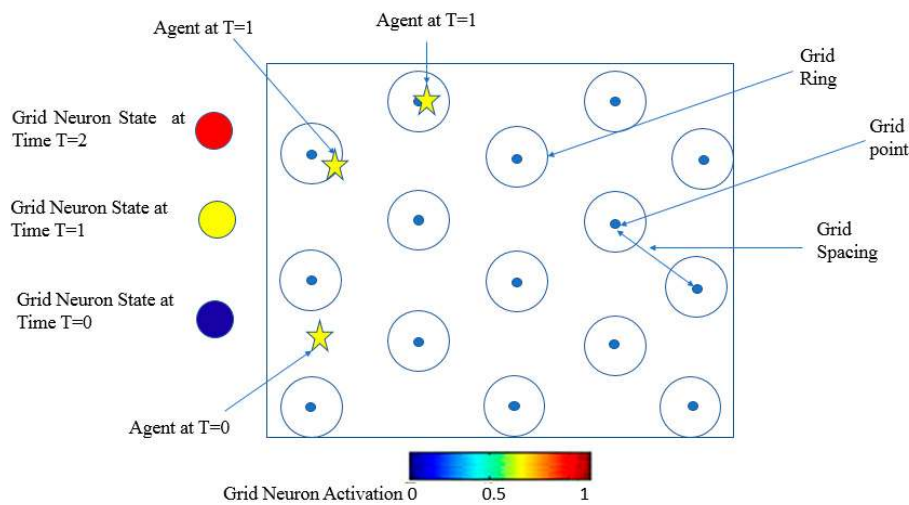 Agent at T=1
Agent at T=1
Grid
Ring
Grid Neuron State at
Time T=2
Grid
point
Grid Neuron State at
Time T=1
Grid
Spacing
Grid Neuron State at
Time T=0
Agent at T=0
Grid Neuron Activation 0 0.5 1